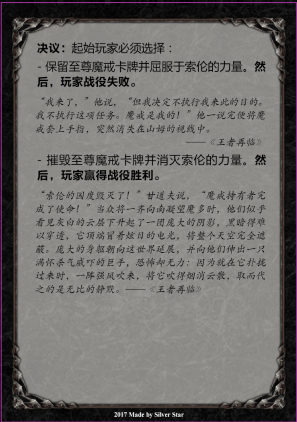 决议：起始玩家必须选择：
- 保留至尊魔戒卡牌并屈服于索伦的力量。然
后，玩家战役失败。
“我来了，”他说，“但我决定不执行我来此的目的。
我不执行这项任务。魔戒是我的！”他一说完便将魔
戒套上手指，突然消失在山姆的视线中。
——《王者再临》
- 摧毁至尊魔戒卡牌并消灭索伦的力量。然
后，玩家赢得战役胜利。
“索伦的国度毁灭了！”甘道夫说，“魔戒持有者完
成了使命！”当众将一齐向南凝望魔多时，他们似乎
看见灰白的云层下升起了一团庞大的阴影，黑暗得难
以穿透，它顶端冒着炫目的电光，将整个天空完全遮
蔽。庞大的身躯朝向这世界延展，并向他们伸出一只
满怀杀气威吓的巨手，恐怖却无力：因为就在它扑拢
过来时，一阵强风吹来，将它吹得烟消云散，取而代
之的是无比的静默。——《王者再临》
2017 Made by Silver Star